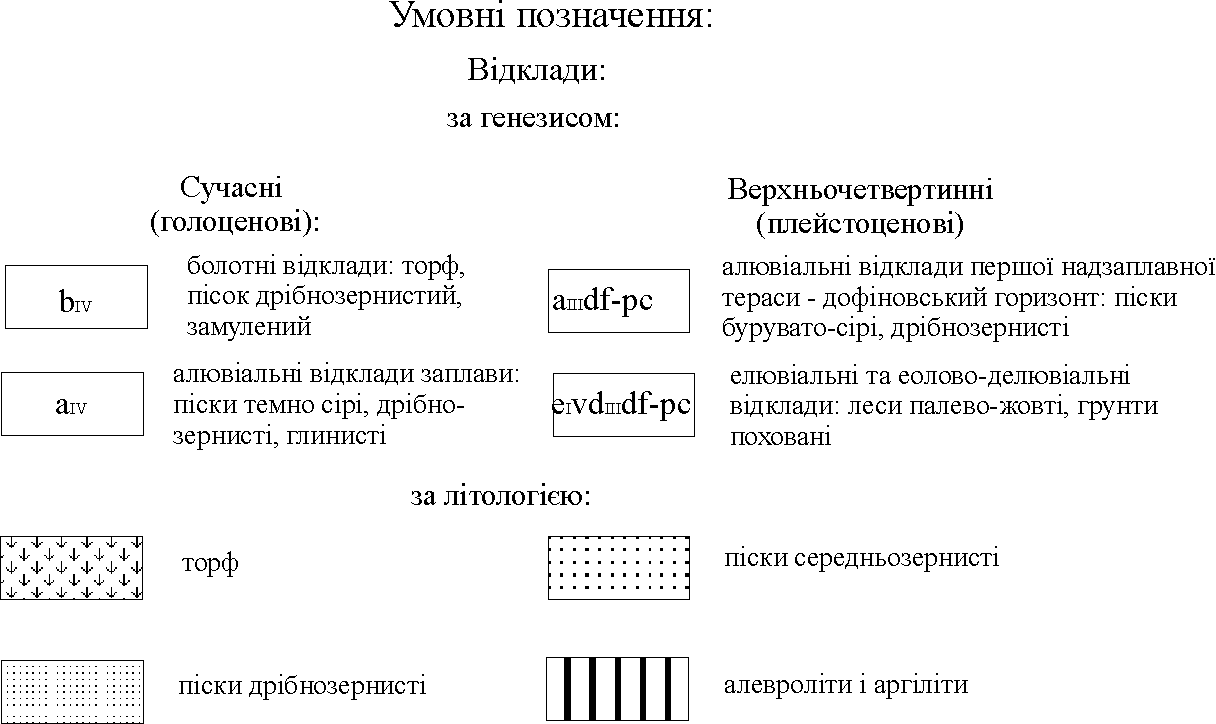 Умовні позначення:
Відклади:
за генезисом:
Сучасні
(голоценові):
bIV
болотні відклади: торф,
пісок дрібнозернистий,
замулений
aIV
алювіальні відклади заплави:
піски темно сірі, дрібно-
зернисті, глинисті
Верхньочетвертинні
(плейстоценові)
aIIIdf-pc
алювіальні відклади першої надзаплавної
тераси - дофіновський горизонт: піски
бурувато-сірі, дрібнозернисті
eIvdIIIdf-pc
елювіальні та еолово-делювіальні
відклади: леси палево-жовті, грунти
поховані
за літологією:
торф
піски середньозернисті
піски дрібнозернисті
алевроліти і аргіліти